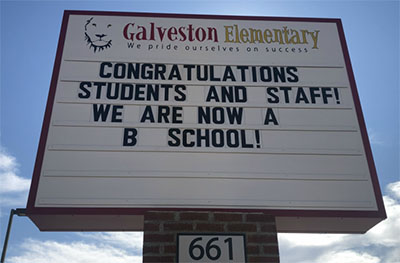 Galveston Elementary
We pride ourselves on success
CONGRATULATIONS
STUDENTS AND STAFF!
WE ARE NOW A
B SCHOOL!
661